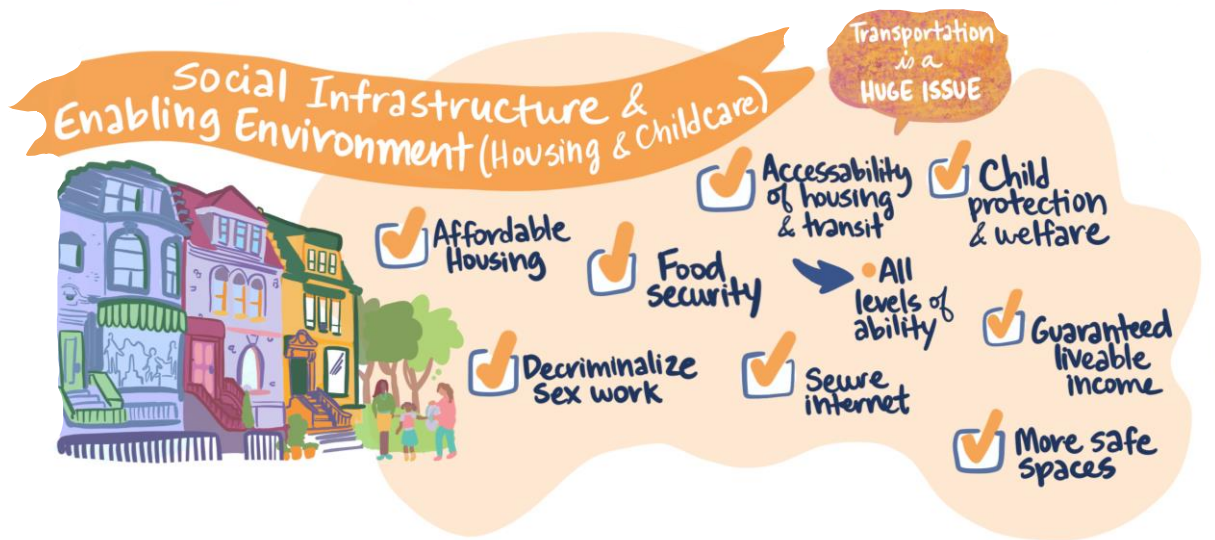 Social Infrastructure &
Enabling Environment (Housing & Childcare)
Transportation
is a
HUGE ISSUE
Affordable
Housing
Food
security
Accessability
of housing
& transit
All
levels of
ability
Child
protection
& welfare
Decriminalize
Sex work
Secure
internet
Guaranteed
liveable
income
More safe
spaces